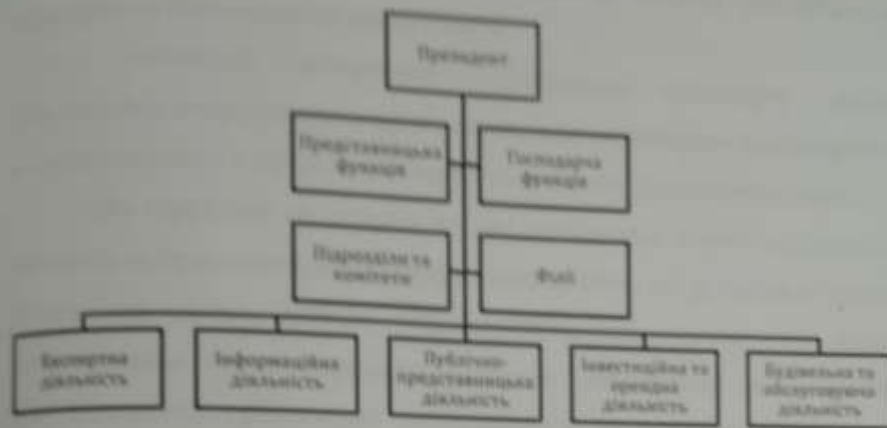 Президент
Представницька
функція
Господарча
функція
Підрозділи та
комітети
Філії
Експертна
діяльність
Інформаційна
діяльність
Публічно-
представницька
діяльність
Інвестиційна та
орендна
діяльність
Будівельна та
обслуговуюча
діяльність